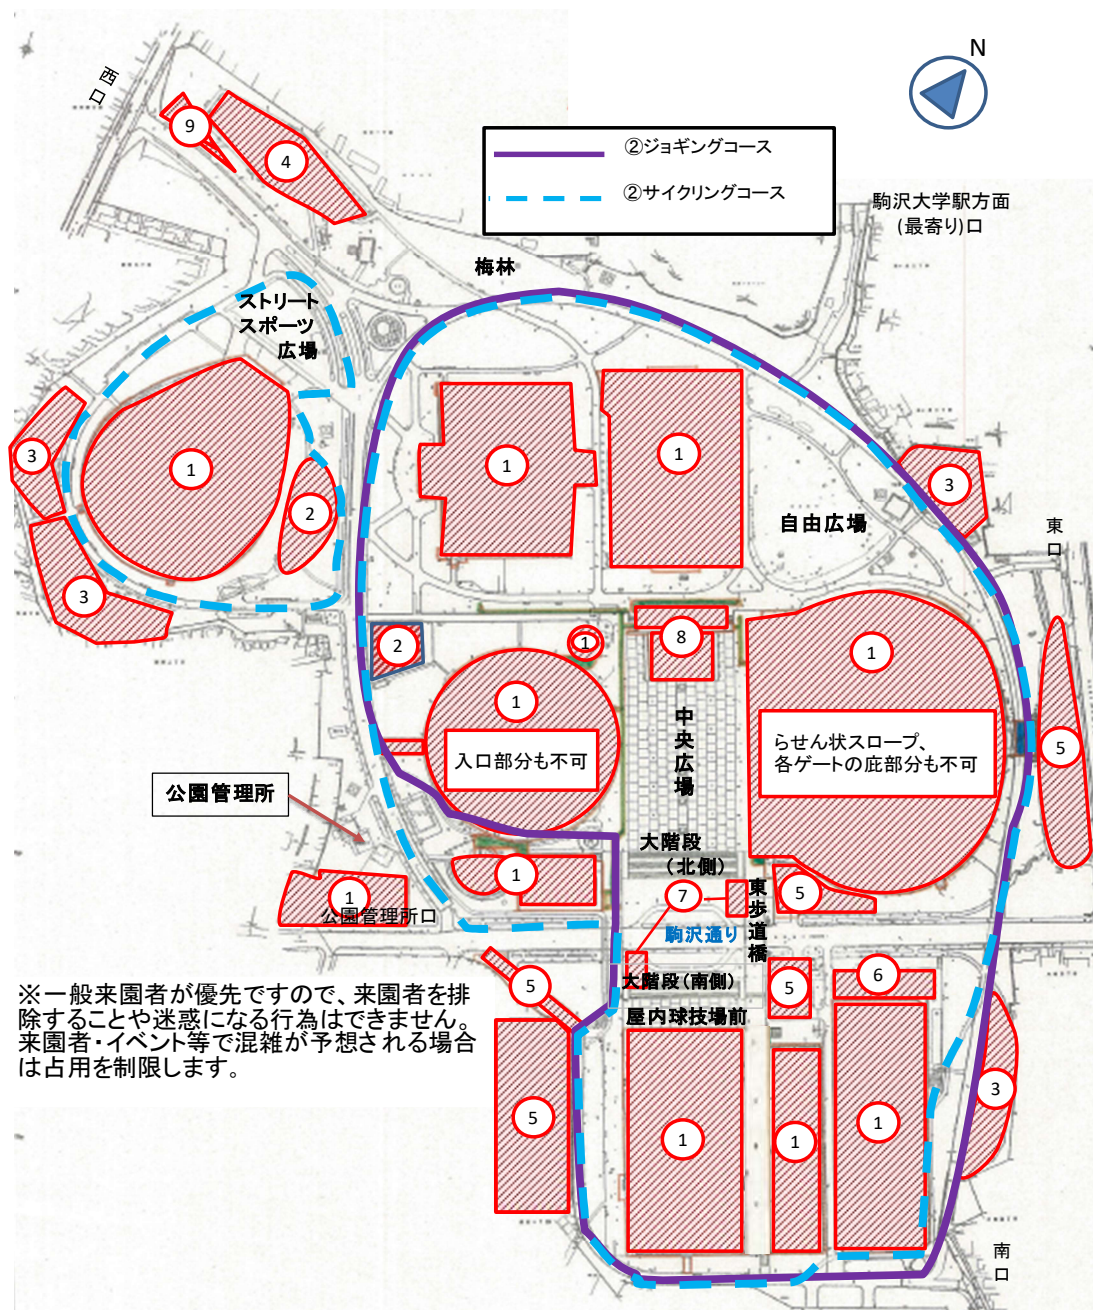 N
西口
9
4
②ジョギングコース
②サイクリングコース
駒沢大学駅方面
(最寄り)口
梅林
ストリート
スポーツ
広場
3
1
2
3
1
1
自由広場
3
東口
2
1
8
1
1
入口部分も不可
中央広場
らせん状スロープ、
各ゲートの庇部分も不可
5
公園管理所
大階段
(北側)
1
1
公園管理所口
7
東歩道橋
5
駒沢通り
5
大階段(南側)
5
6
屋内球技場前
※一般来園者が優先ですので、来園者を排
除することや迷惑になる行為はできません。
来園者・イベント等で混雑が予想される場合
は占用を制限します。
5
1
1
1
3
南口